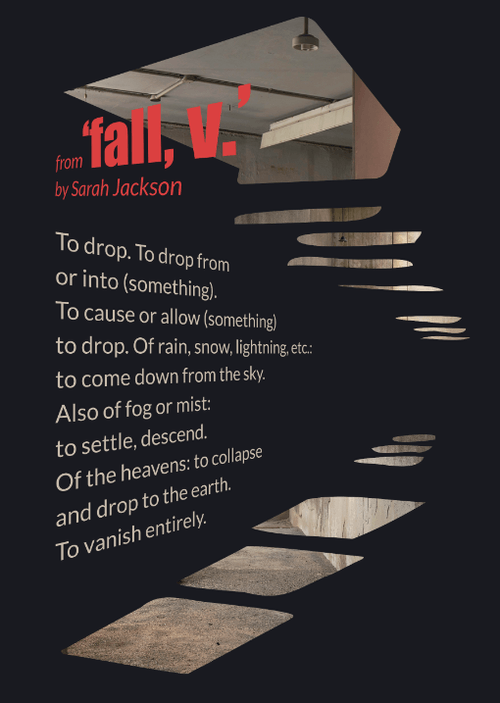 from ‘fall, v.’
by Sarah Jackson
To drop. To drop from
or into (something).
To cause or allow (something)
to drop. Of rain, snow, lightning, etc.:
to come down from the sky.
Also of fog or mist:
to settle, descend.
Of the heavens: to collapse
and drop to the earth.
To vanish entirely.